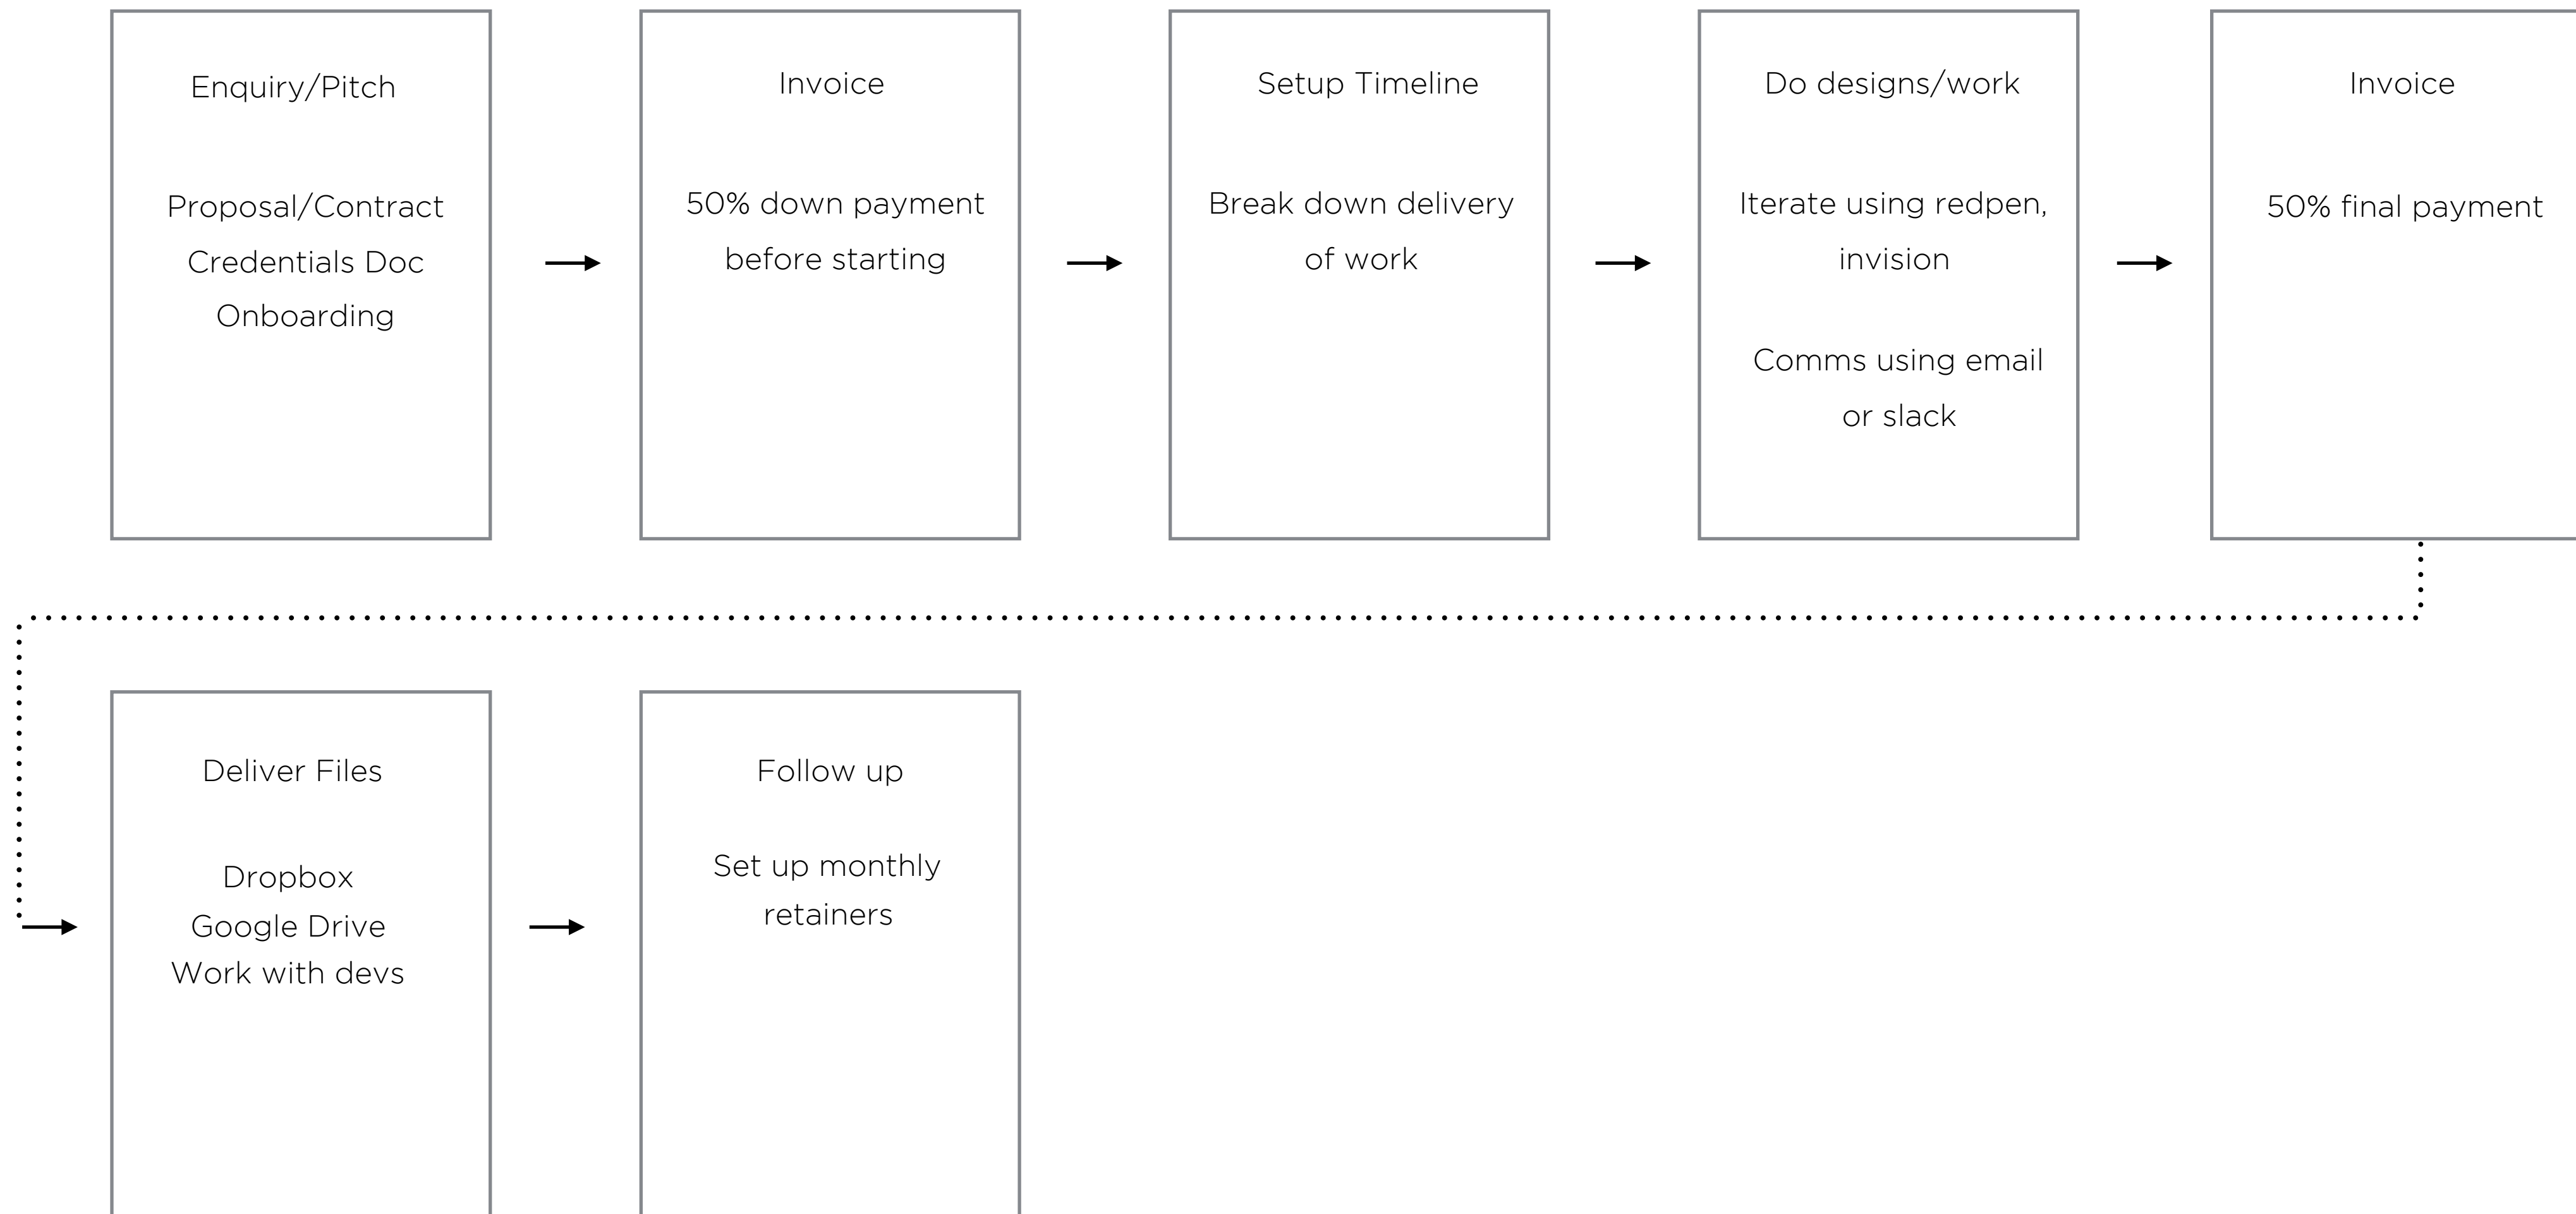 Enquiry/Pitch
Proposal/Contract
Credentials Doc
Onboarding
Invoice
50% down payment
before starting
Setup Timeline
Break down delivery
of work
Do designs/work
Iterate using redpen,
invision
Comms using email
or slack
Invoice
50% final payment
Deliver Files
Dropbox
Google Drive
Work with devs
Follow up
Set up monthly
retainers